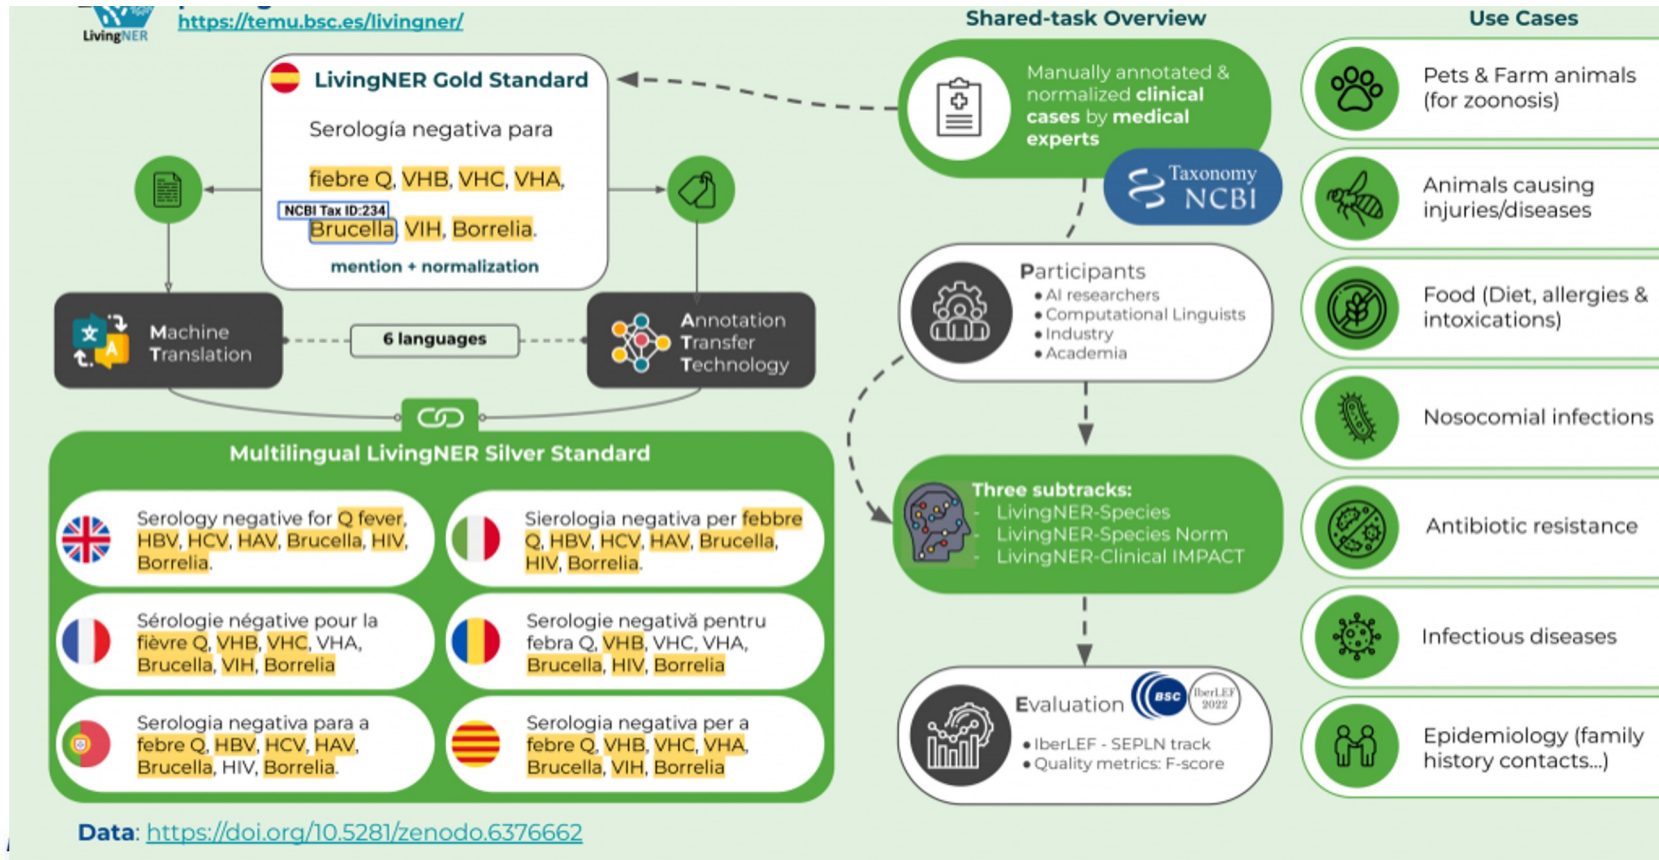 LivingNER
https://temu.bsc.es/livingner/
LivingNER Gold Standard
Serología negativa para
fiebre Q, VHB, VHC, VHA,
NCBI Tax ID:234
Brucella, VIH, Borrelia.
mention + normalization
Machine
Translation
6 languages
Annotation
Transfer
Technology
Multilingual LivingNER Silver Standard
Serology negative for Q fever,
HBV, HCV, HAV, Brucella, HIV,
Borrelia.
Sierologia negativa per febbre
Q, HBV, HCV, HAV, Brucella,
HIV, Borrelia.
Sérologie négative pour la
fièvre Q, VHB, VHC, VHA,
Brucella, VIH, Borrelia
Serologie negativă pentru
febra Q, VHB, VHC, VHA,
Brucella, HIV, Borrelia
Serologia negativa para a
febre Q, HBV, HCV, HAV,
Brucella, HIV, Borrelia.
Serologia negativa per a
febre Q, VHB, VHC, VHA,
Brucella, VIH, Borrelia
Data: https://doi.org/10.5281/zenodo.6376662
Shared-task Overview
Manually annotated &
normalized clinical
cases by medical
experts
Taxonomy
NCBI
Participants
• AI researchers
• Computational Linguists
• Industry
• Academia
Three subtracks:
- LivingNER-Species
- LivingNER-Species Norm
- LivingNER-Clinical IMPACT
Evaluation
BSC
IberLEF
2022
• IberLEF - SEPLN track
• Quality metrics: F-score
Use Cases
Pets & Farm animals
(for zoonosis)
Animals causing
injuries/diseases
Food (Diet, allergies &
intoxications)
Nosocomial infections
Antibiotic resistance
Infectious diseases
Epidemiology (family
history contacts...)